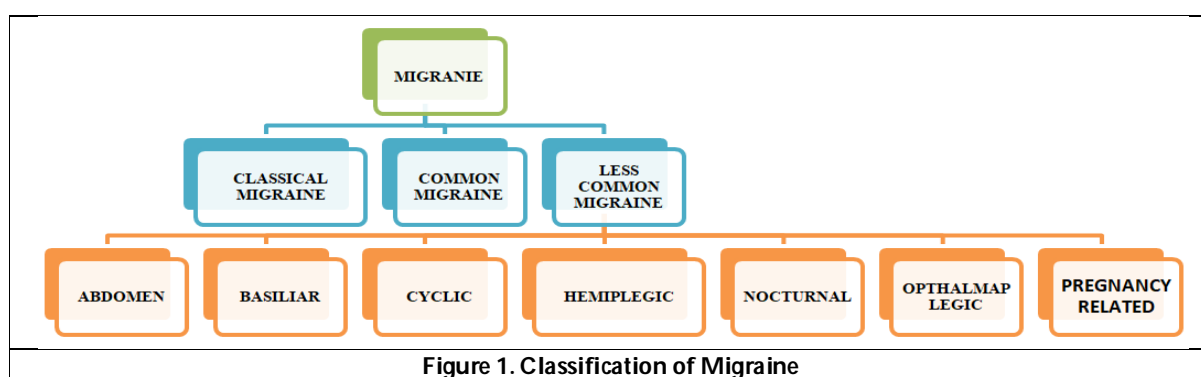 MIGRANIE
CLASSICAL
MIGRAINE
COMMON
MIGRAINE
LESS
COMMON
MIGRAINE
ABDOMEN
BASILIAR
CYCLIC
HEMIPLEGIC
NOCTURNAL
OPTHALMAP
LEGIC
PREGNANCY
RELATED
Figure 1. Classification of Migraine